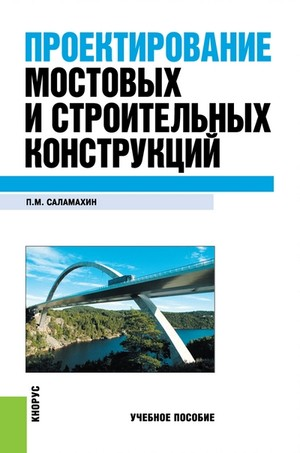 ПРОЕКТИРОВАНИЕ
МОСТОВЫХ
И СТРОИТЕЛЬНЫХ
КОНСТРУКЦИЙ
П.М. САЛАМАХИН
КНОРУС
УЧЕБНОЕ ПОСОБИЕ